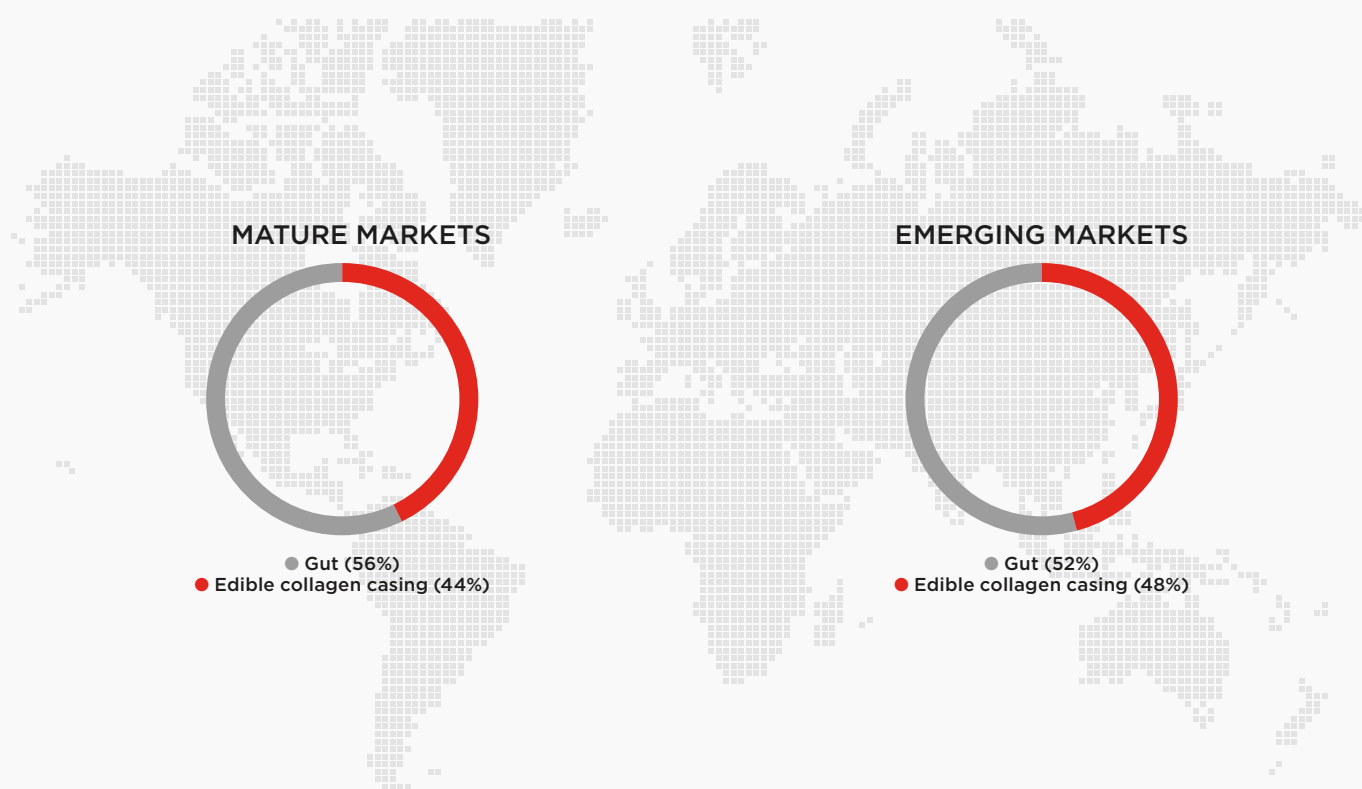 MATURE MARKETS
Gut (56%)
Edible collagen casing (44%)
EMERGING MARKETS
Gut (52%)
Edible collagen casing (48%)